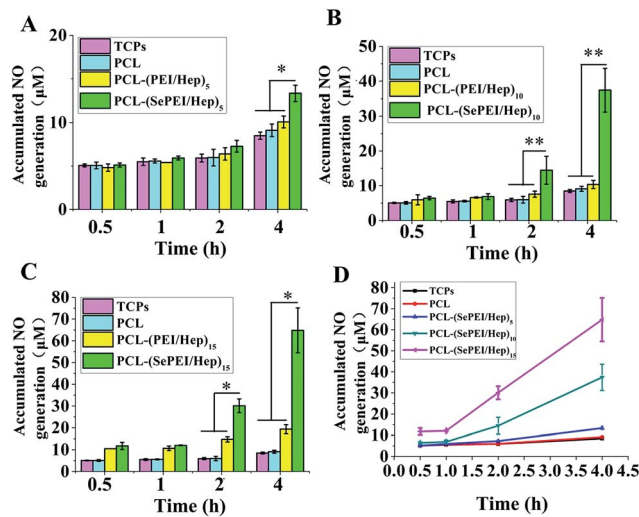 A
Accumulated NO
generation (μM)
20
15
10
5
0
TCPs
PCL
PCL-(PEI/Hep)5
PCL-(SePEI/Hep)5
*
0.5 1 2 4
Time (h)
B
Accumulated NO
generation (μM)
50
40
30
20
10
0
TCPs
PCL
PCL-(PEI/Hep)10
PCL-(SePEI/Hep)10
**
**
0.5 1 2 4
Time (h)
C
Accumulated NO
generation (μM)
80
70
60
50
40
30
20
10
0
TCPs
PCL
PCL-(PEI/Hep)15
PCL-(SePEI/Hep)15
*
*
0.5 1 2 4
Time (h)
D
Accumulated NO
generation (μM)
80
70
60
50
40
30
20
10
0
TCPs
PCL
PCL-(SePEI/Hep)5
PCL-(SePEI/Hep)10
PCL-(SePEI/Hep)15
0.0 0.5 1.0 1.5 2.0 2.5 3.0 3.5 4.0 4.5
Time (h)